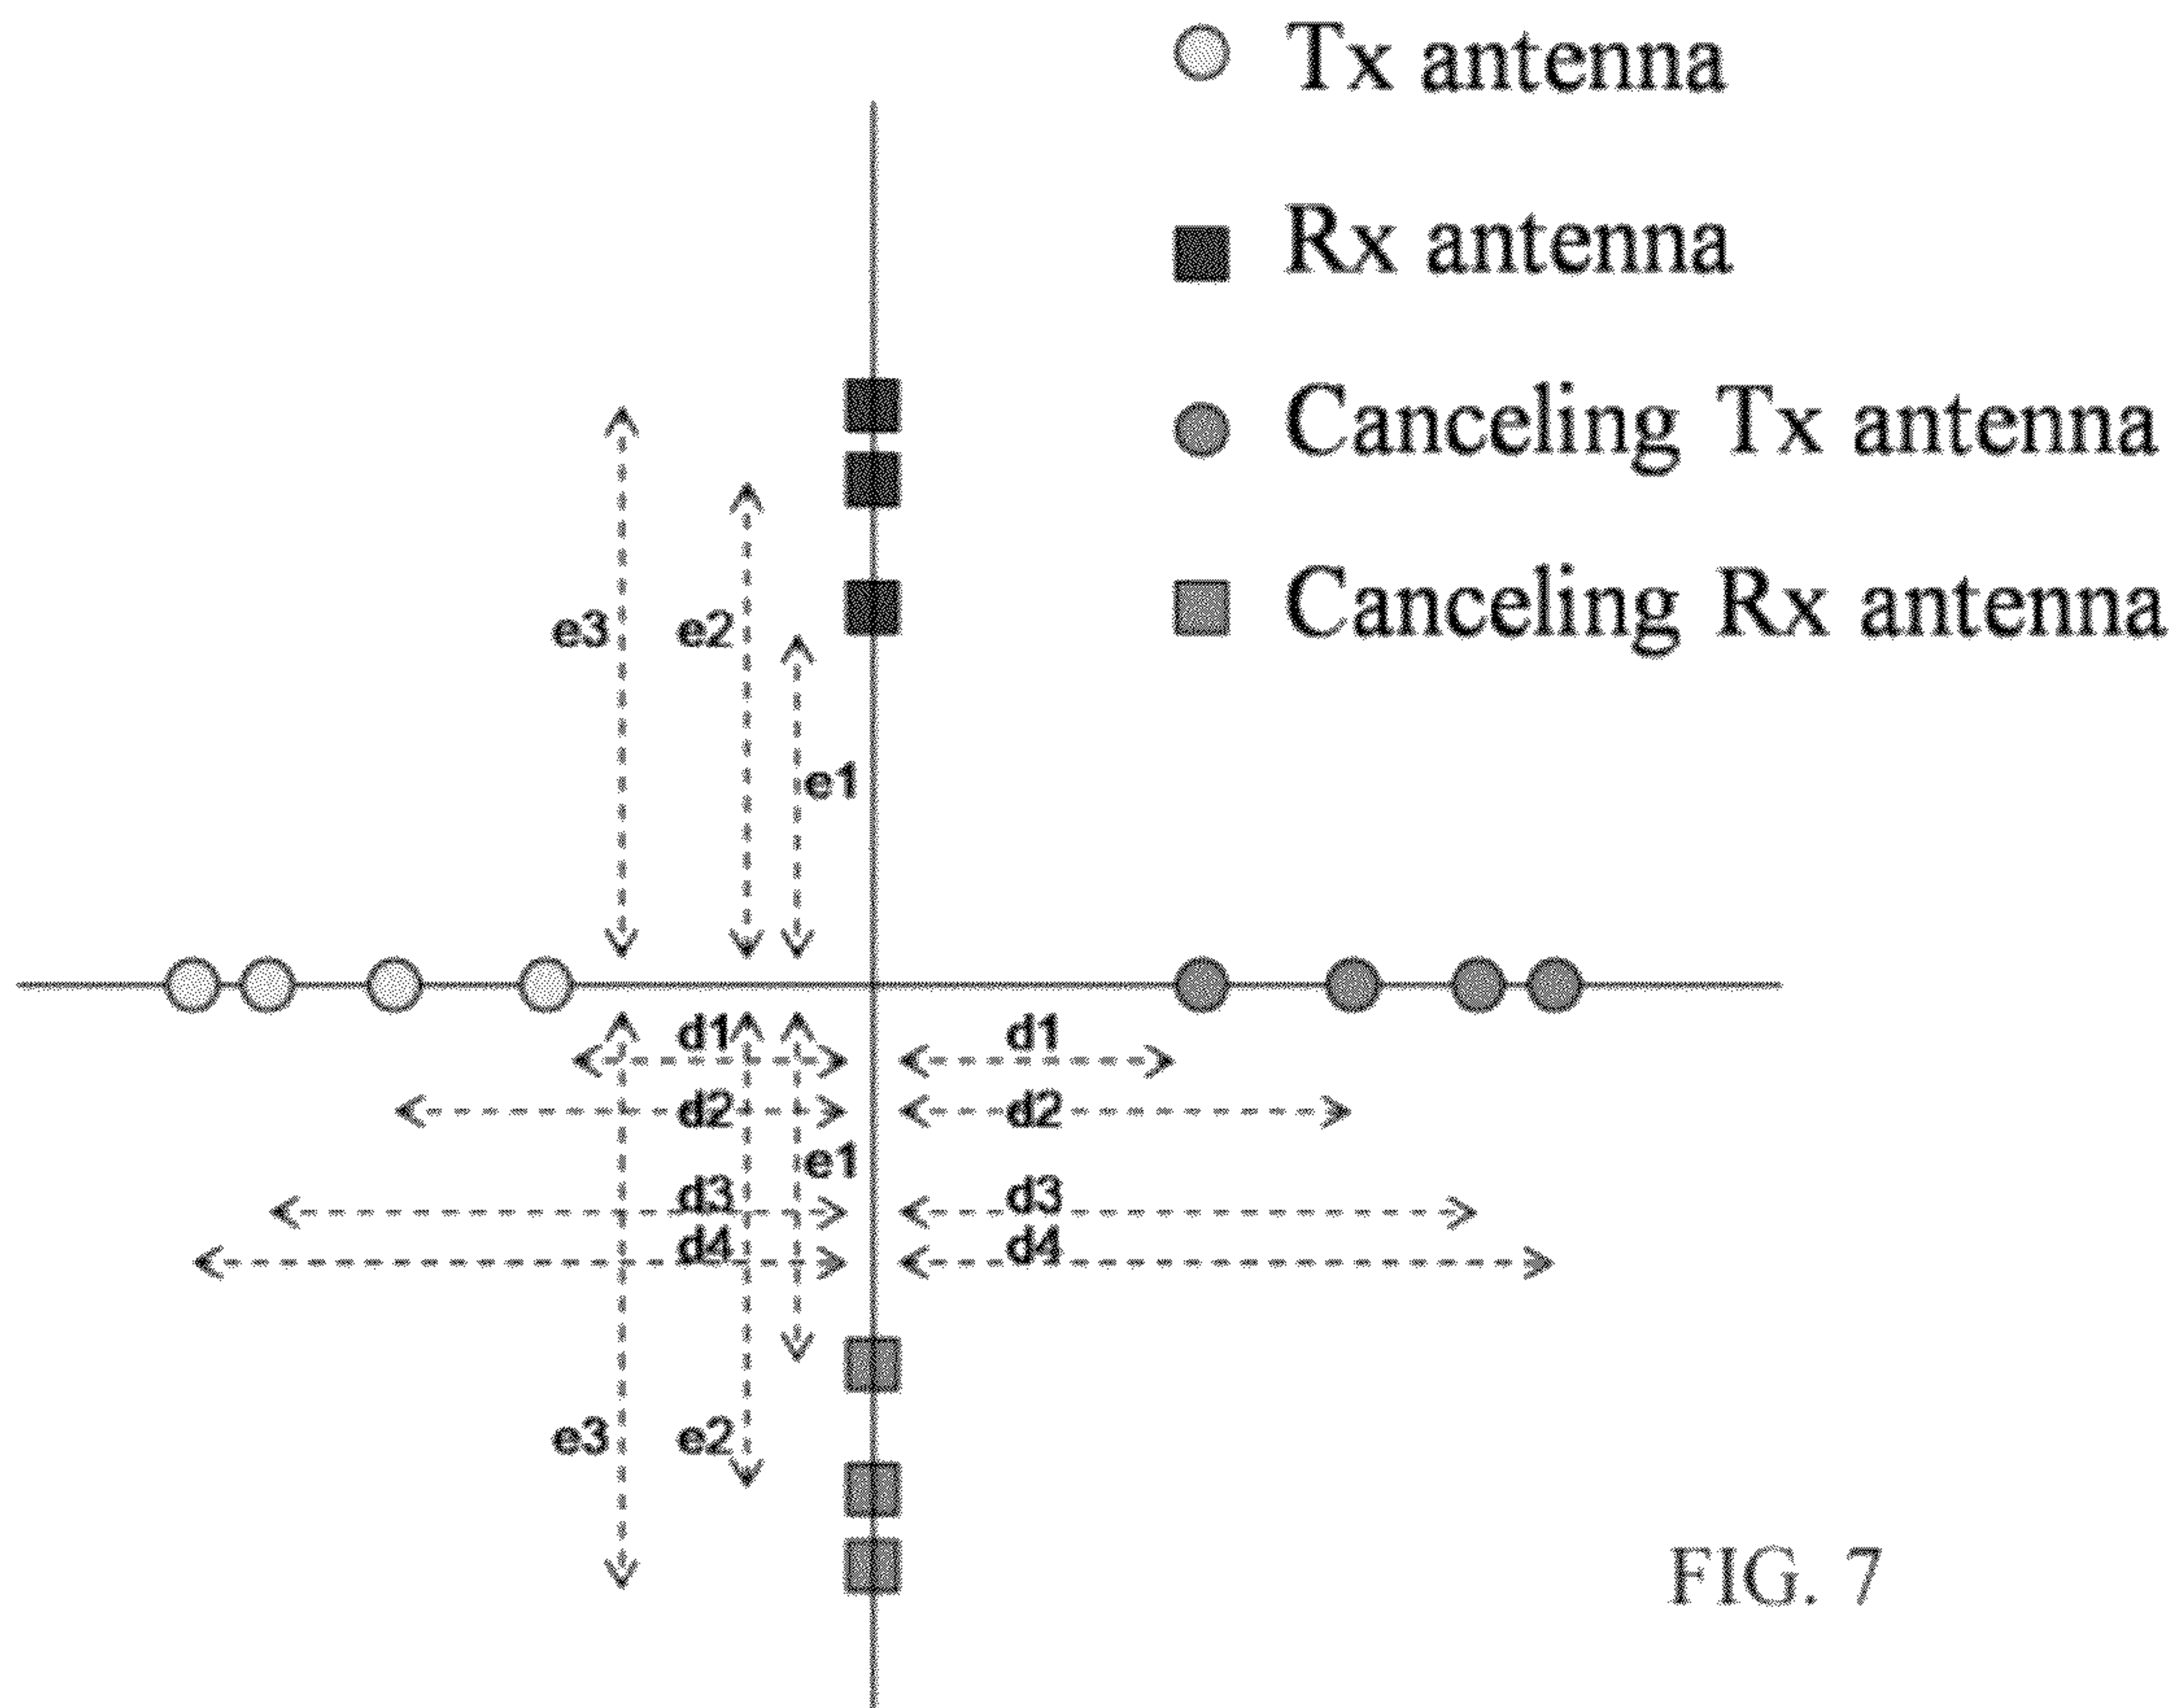 Tx antenna
Rx antenna
Canceling Tx antenna
Canceling Rx antenna
e3 e2
e1
d1 d1
d2 d2
e1
d3 d3
d4 d4
e3 e2
FIG. 7